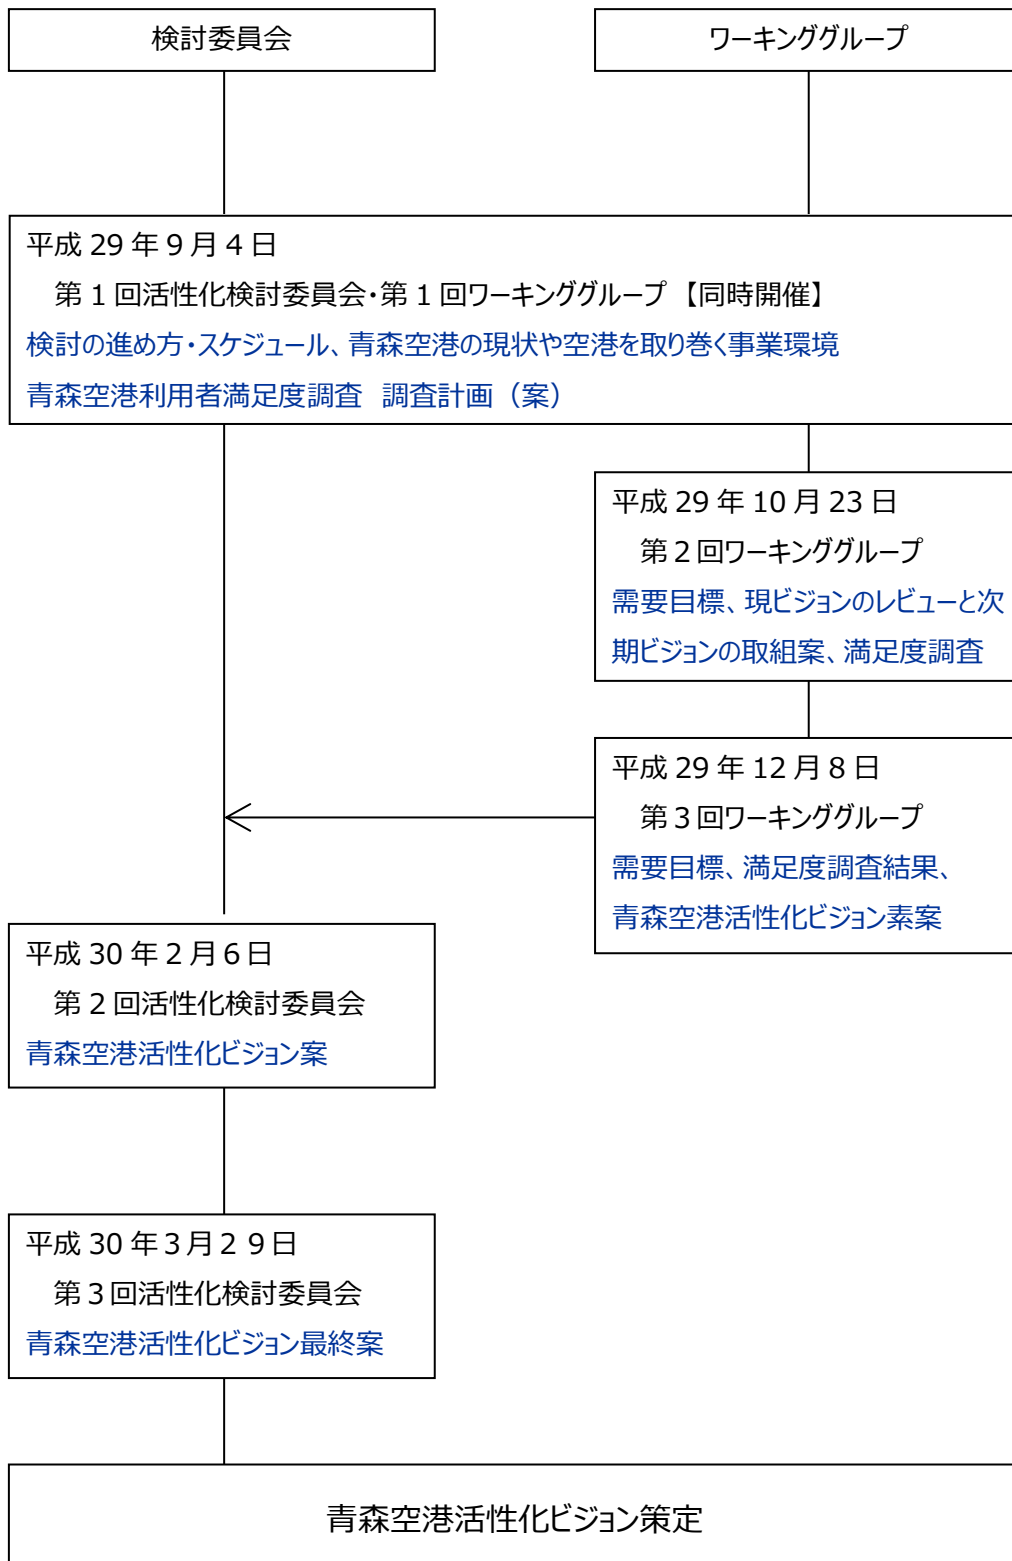 検討委員会
ワーキンググループ
平成 29 年 9 月 4 日
第 1 回活性化検討委員会・第 1 回ワーキンググループ 【同時開催】
検討の進め方・スケジュール、青森空港の現状や空港を取り巻く事業環境
青森空港利用者満足度調査 調査計画（案）
平成 29 年 10 月 23 日
第 2 回ワーキンググループ
需要目標、現ビジョンのレビューと次
期ビジョンの取組案、満足度調査
平成 29 年 12 月 8 日
第 3 回ワーキンググループ
需要目標、満足度調査結果、
青森空港活性化ビジョン素案
平成 30 年 2 月 6 日
第 2 回活性化検討委員会
青森空港活性化ビジョン案
平成 30 年 3 月 2 9 日
第 3 回活性化検討委員会
青森空港活性化ビジョン最終案
青森空港活性化ビジョン策定